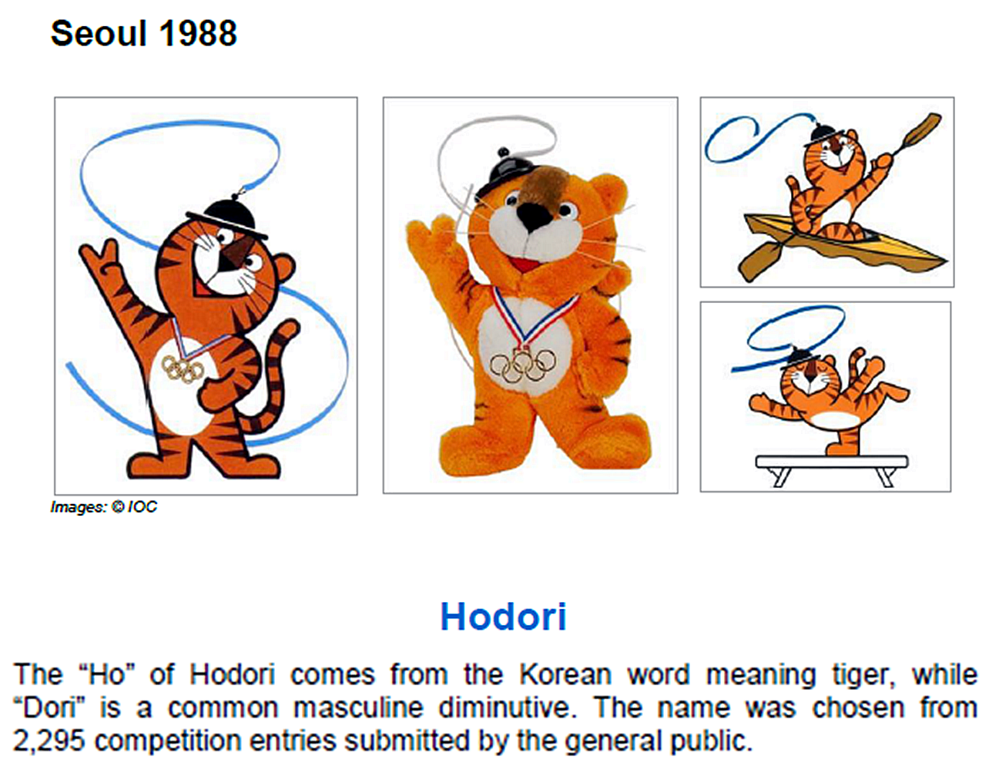 Seoul 1988
Images: © IOC
Hodori
The “Ho” of Hodori comes from the Korean word meaning tiger, while
“Dori” is a common masculine diminutive. The name was chosen from
2,295 competition entries submitted by the general public.